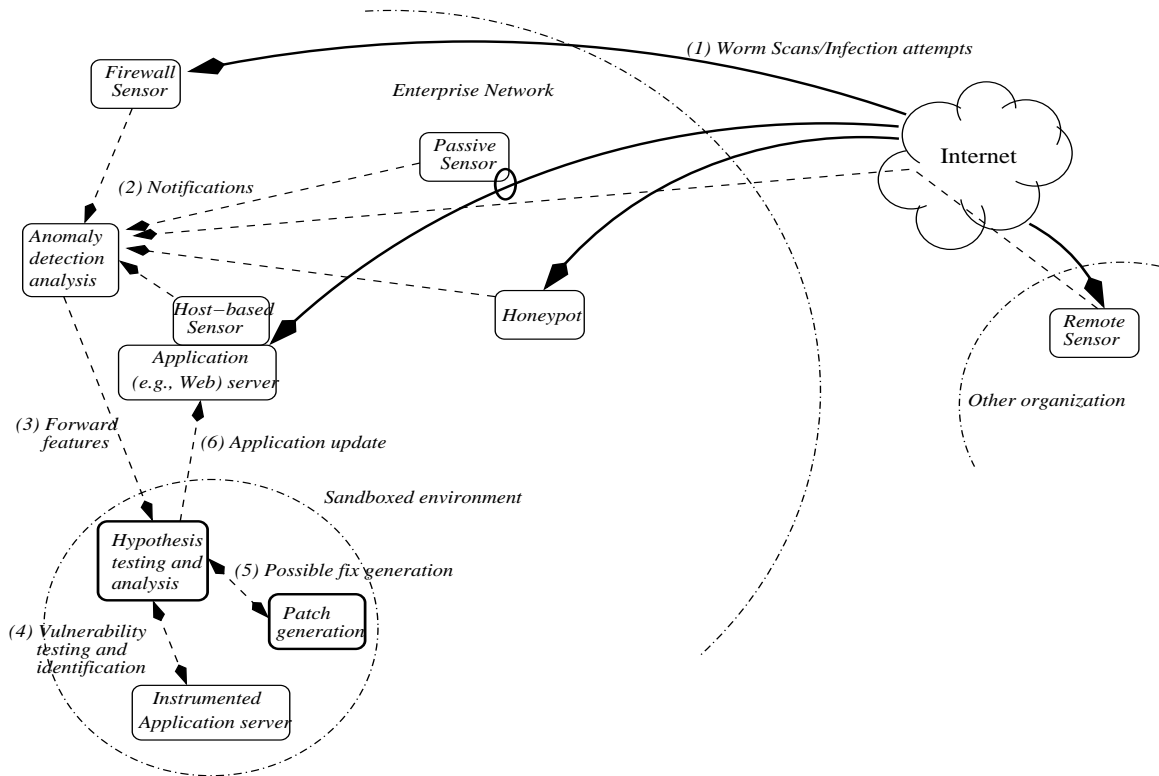 (1) Worm Scans/Infection attempts
Firewall
Sensor
Enterprise Network
Passive
Sensor
Internet
(2) Notifications
Anomaly
detection
analysis
Host−based
Sensor
Honeypot
Remote
Sensor
Application
(e.g., Web) server
Other organization
(3) Forward
features
(6) Application update
Sandboxed environment
Hypothesis
testing and
analysis
(5) Possible fix generation
Patch
generation
(4) Vulnerability
testing and
identification
Instrumented
Application server